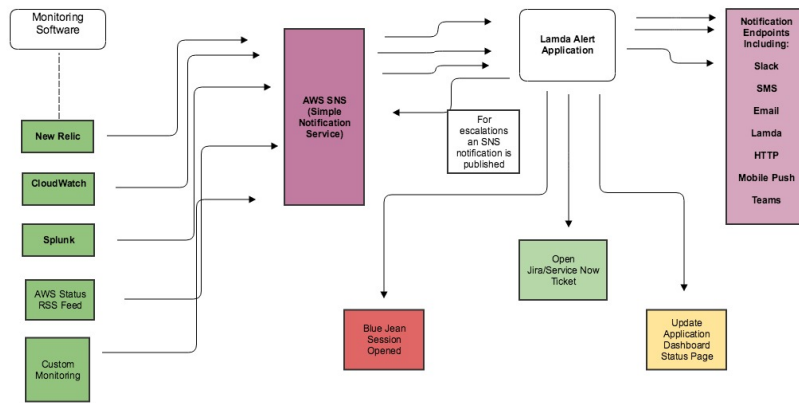 Monitoring
Software
New Relic
CloudWatch
Splunk
AWS Status
RSS Feed
Custom
Monitoring
AWS SNS
(Simple
Notification
Service)
For
escalations
an SNS
notification is
published
Lamda Alert
Application
Blue Jean
Session
Opened
Open
Jira/Service Now
Ticket
Update
Application
Dashboard
Status Page
Notification
Endpoints
Including:
Slack
SMS
Email
Lamda
HTTP
Mobile Push
Teams